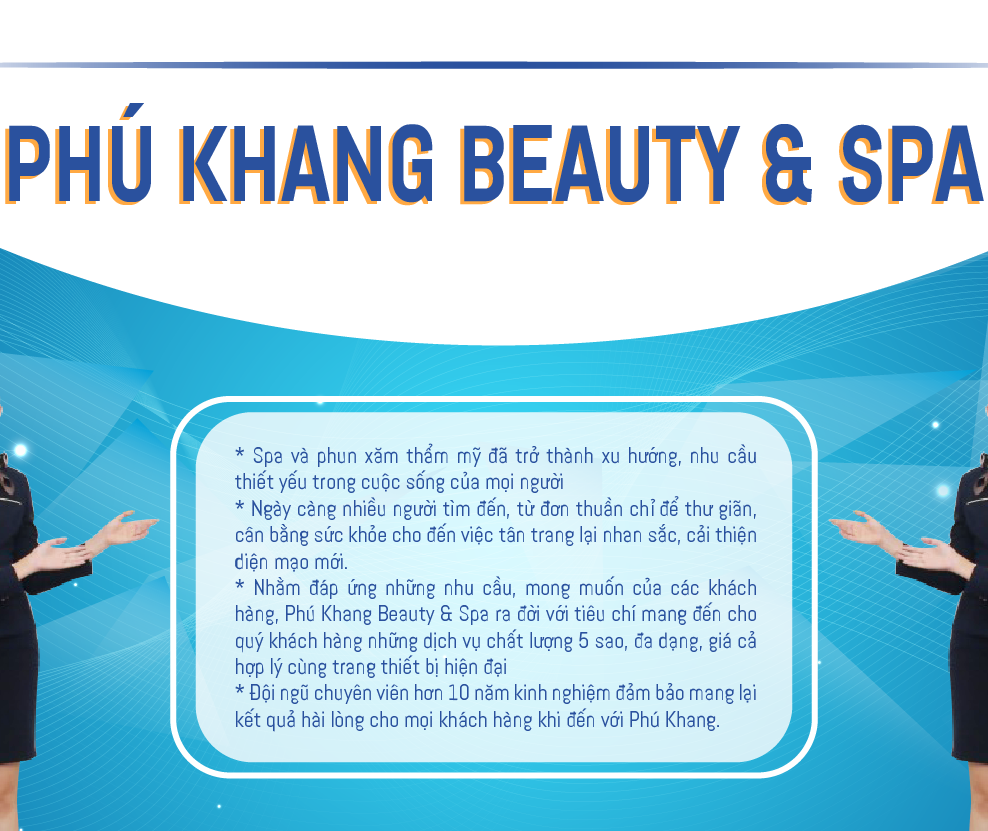 PHÚ KHANG BEAUTY & SPA
* Spa và phun xăm thẩm mỹ đã trở thành xu hướng, nhu cầu
thiết yếu trong cuộc sống của mọi người
* Ngày càng nhiều người tìm đến, từ đơn thuần chỉ để thư giãn,
cân bằng sức khỏe cho đến việc tân trang lại nhan sắc, cải thiện
diện mạo mới.
* Nhằm đáp ứng những nhu cầu, mong muốn của các khách
hàng, Phú Khang Beauty & Spa ra đời với tiêu chí mang đến cho
quý khách hàng những dịch vụ chất lượng 5 sao, đa dạng, giá cả
hợp lý cùng trang thiết bị hiện đại
* Đội ngũ chuyên viên hơn 10 năm kinh nghiệm đảm bảo mang lại
kết quả hài lòng cho mọi khách hàng khi đến với Phú Khang.